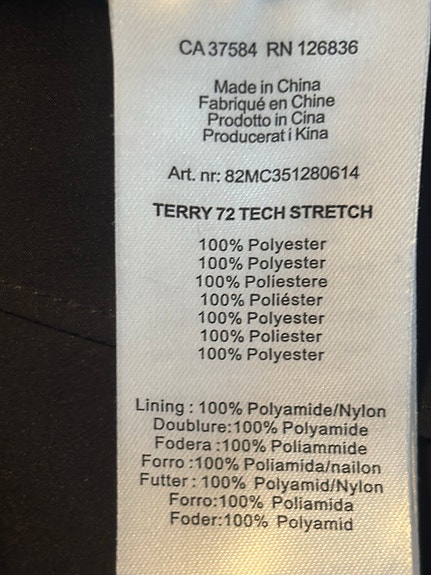 CA 37584 RN 126836
Made in China
Fabriqué en Chine
Prodotto in Cina
Producerat i Kina
Art. nr: 82MC351280614
TERRY 72 TECH STRETCH
100% Polyester
100% Polyester
100% Poliestere
100% Poliéster
100% Polyester
100% Poliester
100% Polyester
Lining : 100% Polyamide/Nylon
Doublure:100% Polyamide
Fodera :100% Poliammide
Forro :100% Poliamida/nailon
Futter : 100% Polyamid/Nylon
Forro:100% Poliamida
Foder:100% Polyamid